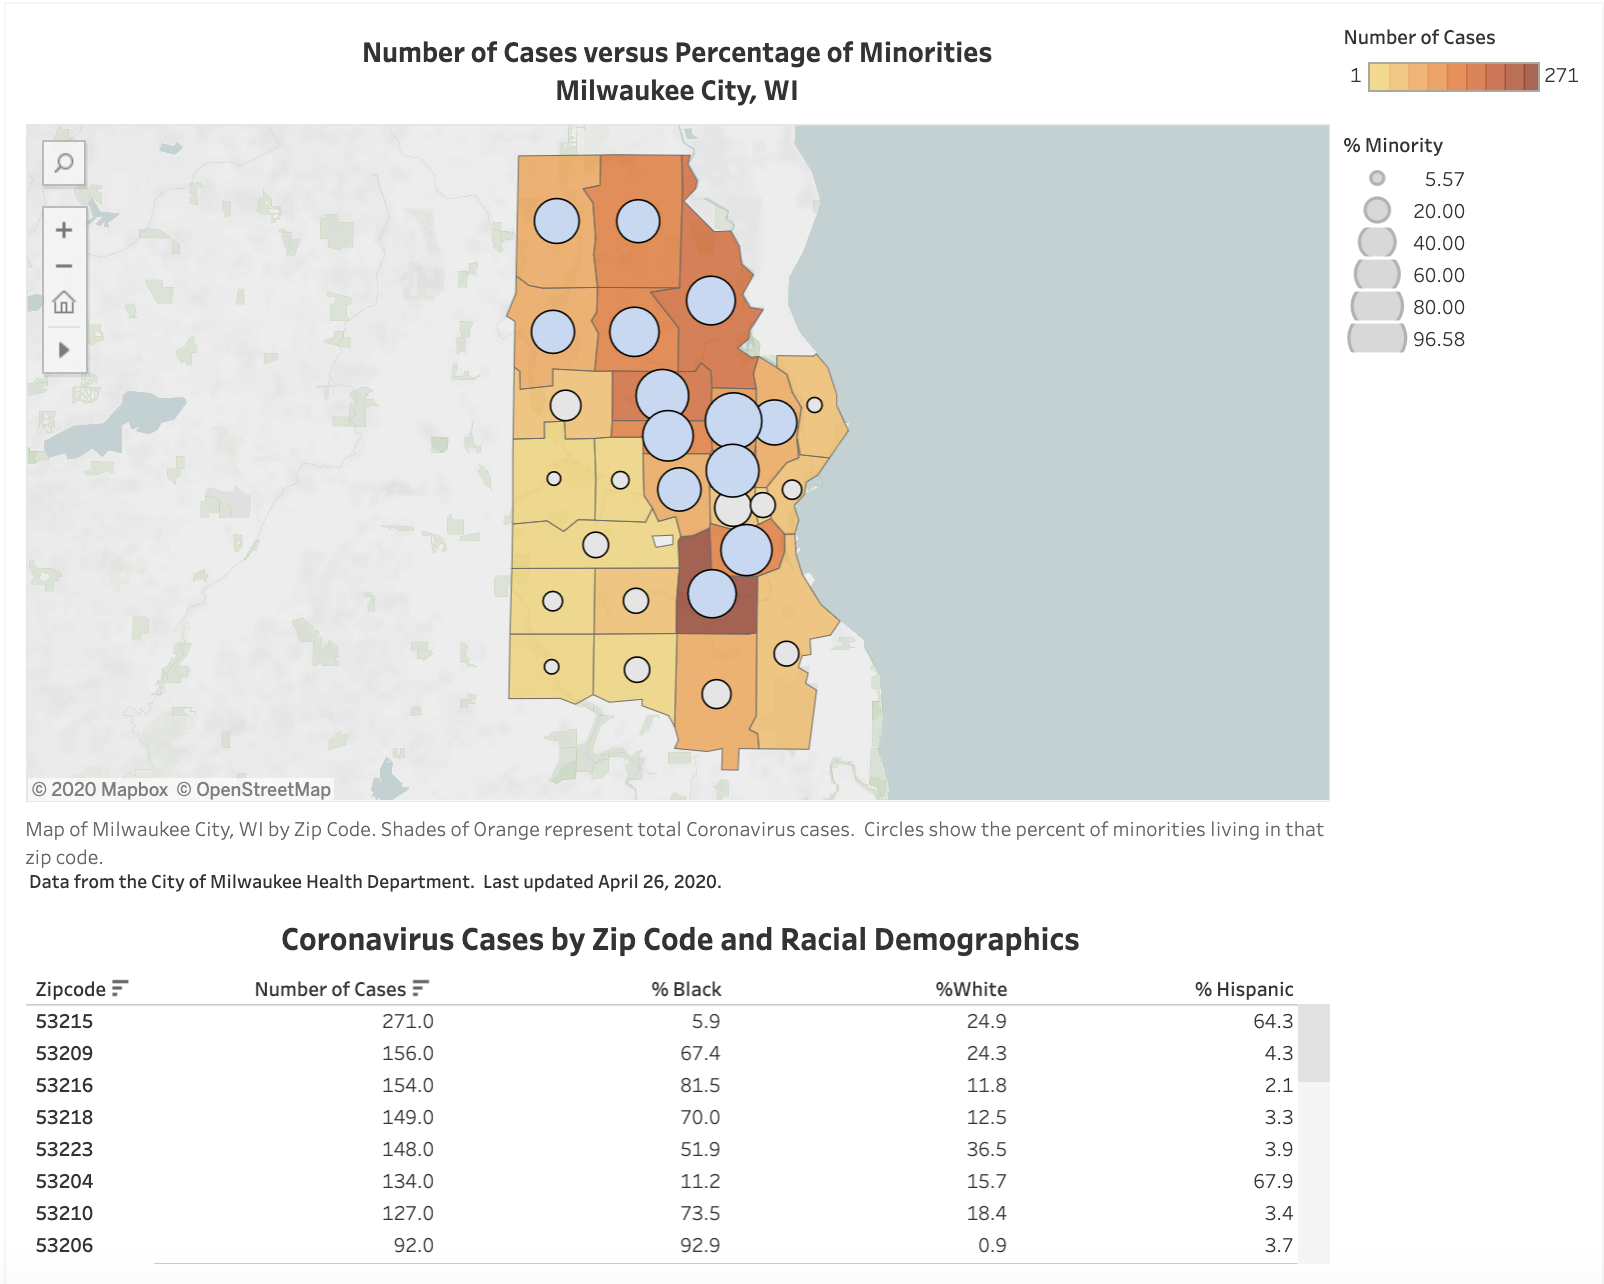 Number of Cases versus Percentage of Minorities
Milwaukee City, WI
Number of Cases
1 271
% Minority
5.57
20.00
40.00
60.00
80.00
96.58
© 2020 Mapbox © OpenStreetMap
Map of Milwaukee City, WI by Zip Code. Shades of Orange represent total Coronavirus cases. Circles show the percent of minorities living in that
zip code.
Data from the City of Milwaukee Health Department. Last updated April 26, 2020.
Coronavirus Cases by Zip Code and Racial Demographics
Zipcode Number of Cases % Black %White % Hispanic
53215 271.0 5.9 24.9 64.3
53209 156.0 67.4 24.3 4.3
53216 154.0 81.5 11.8 2.1
53218 149.0 70.0 12.5 3.3
53223 148.0 51.9 36.5 3.9
53204 134.0 11.2 15.7 67.9
53210 127.0 73.5 18.4 3.4
53206 92.0 92.9 0.9 3.7